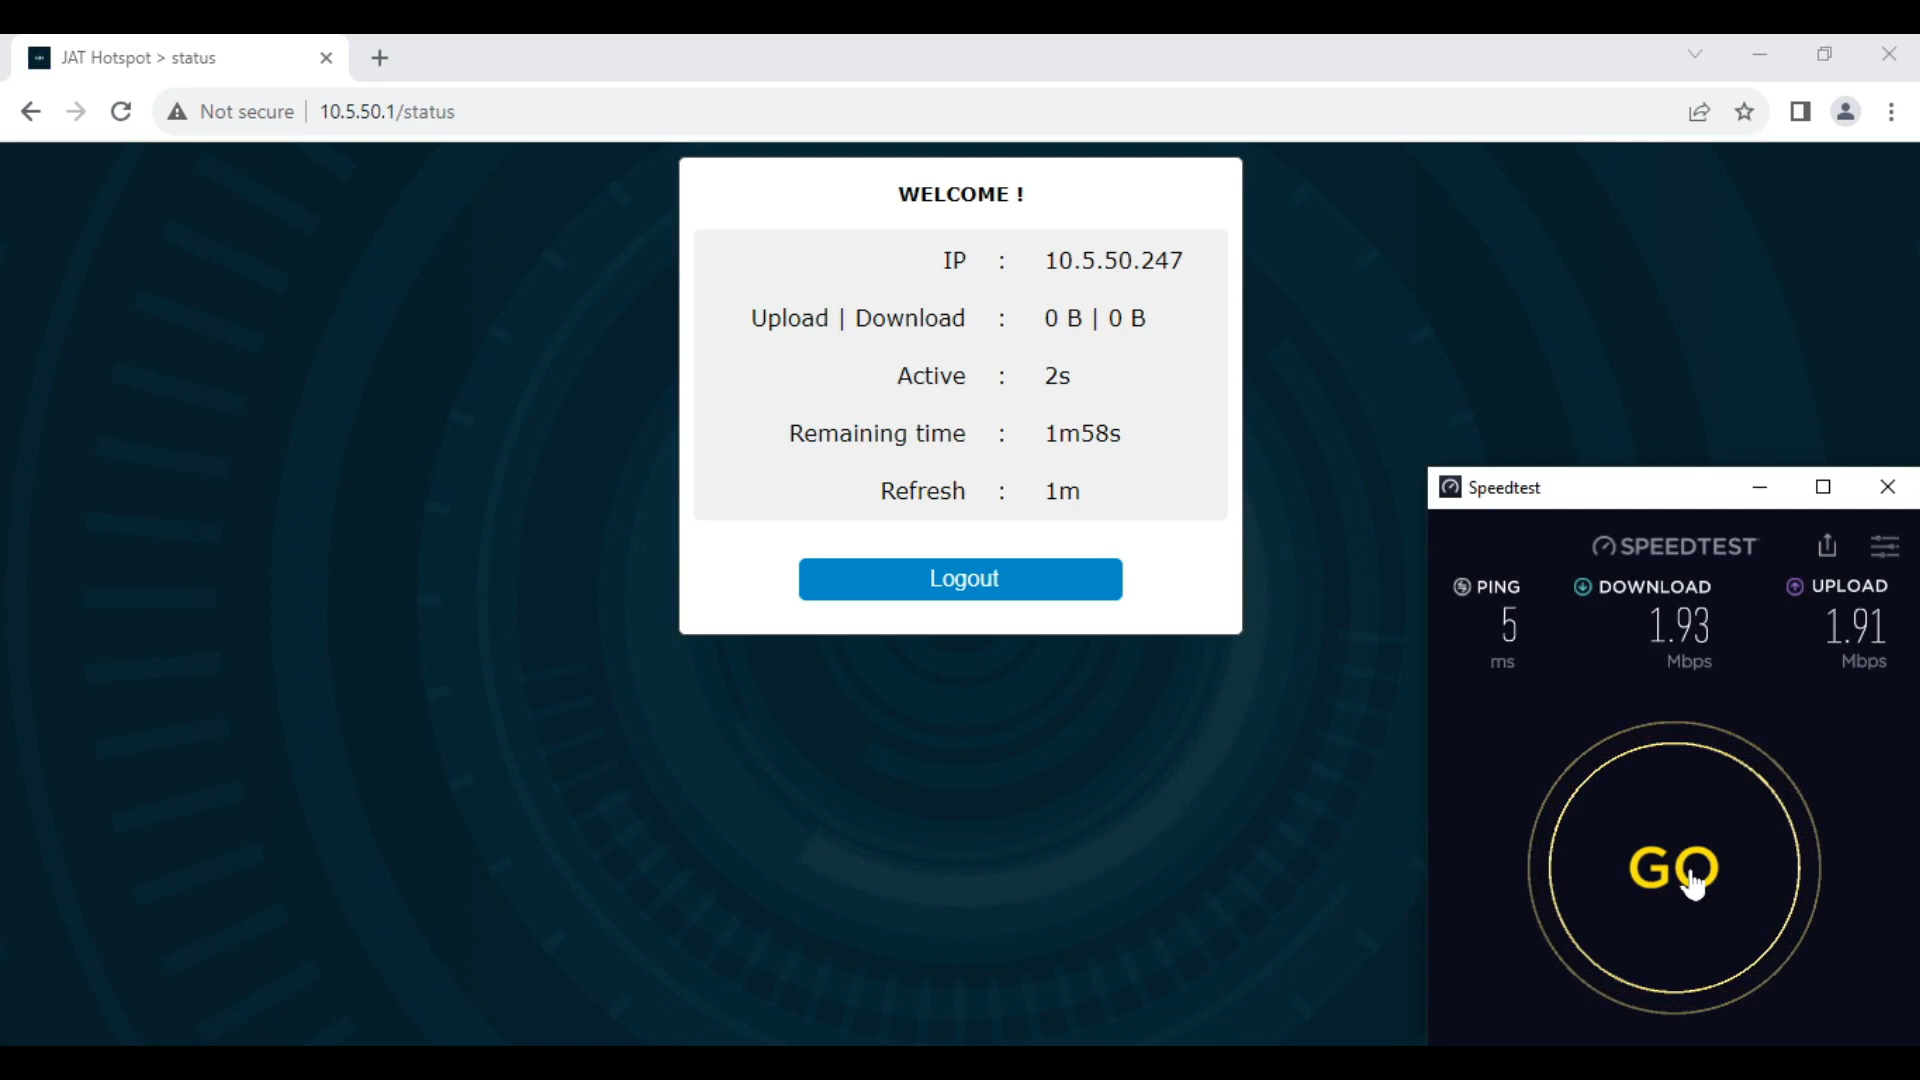 JAT Hotspot > status
Not secure 10.5.50.1/status
WELCOME !
IP : 10.5.50.247
Upload | Download : 0 B | 0 B
Active : 2s
Remaining time : 1m58s
Refresh : 1m
Logout
Speedtest
SPEEDTEST
PING DOWNLOAD UPLOAD
5 1.93 1.91
ms Mbps Mbps
GO